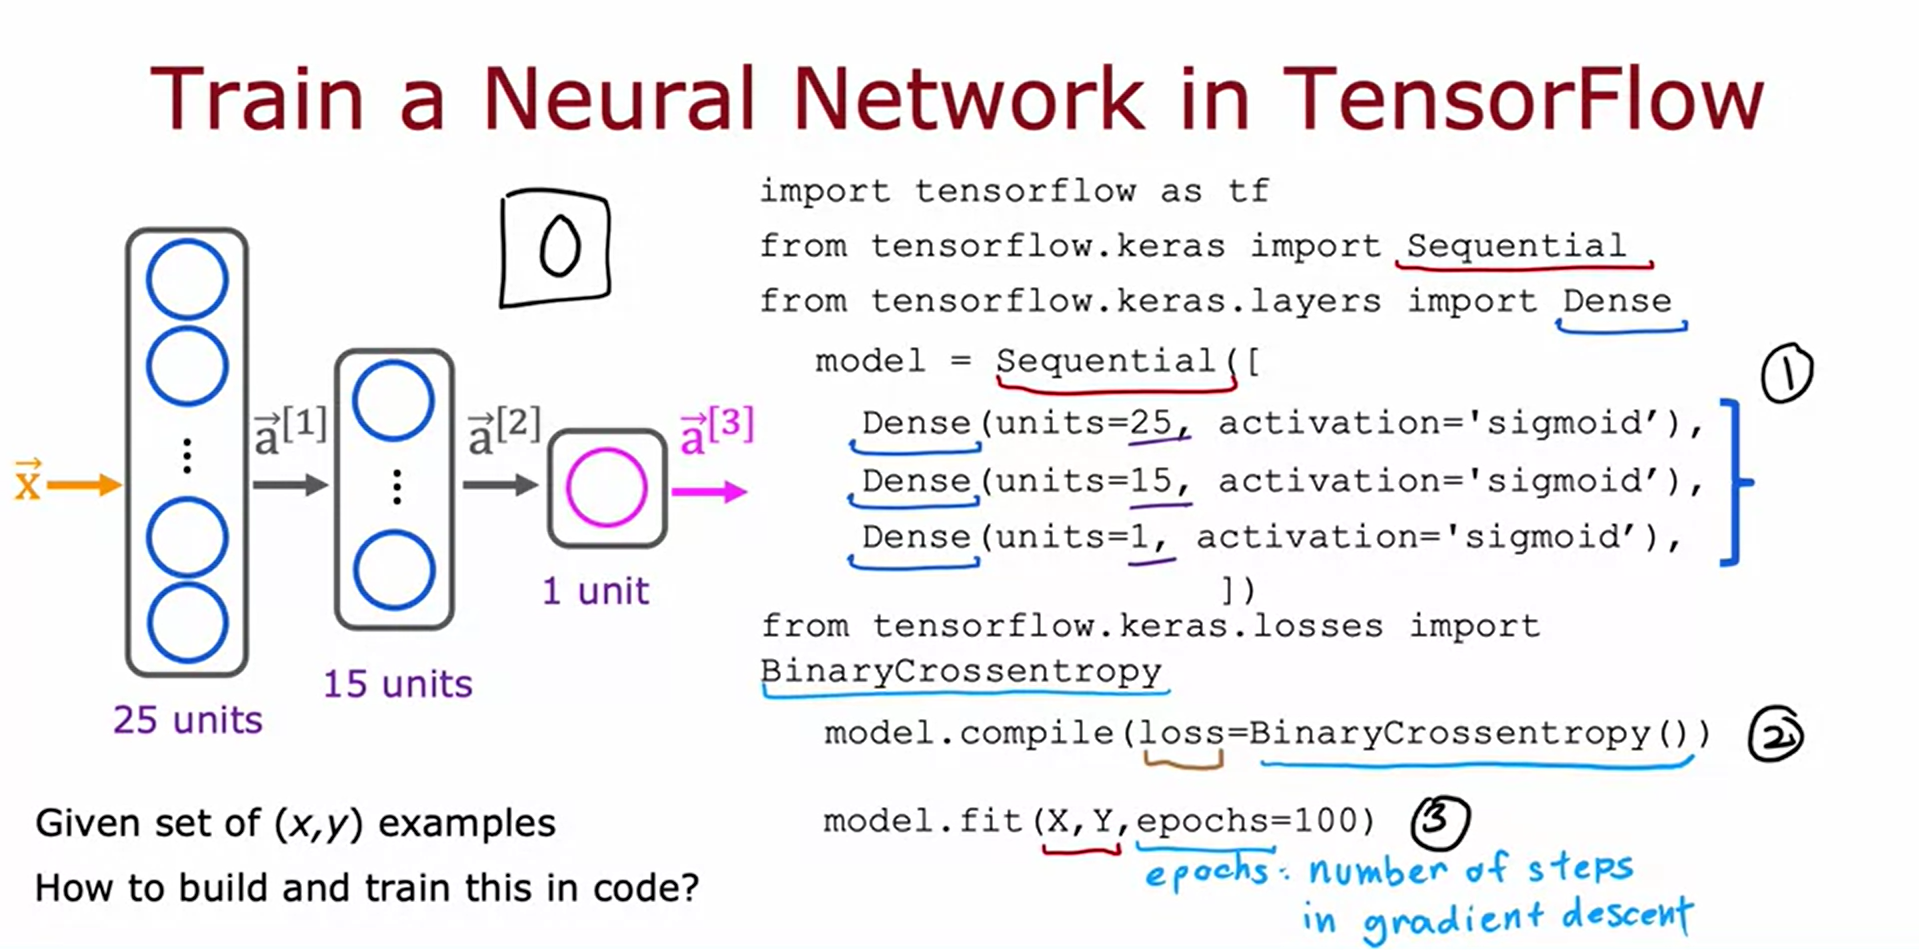 Train a Neural Network in TensorFlow
0
x⃗
a⃗[1]
a⃗[2]
a⃗[3]
25 units
15 units
1 unit
Given set of (x,y) examples
How to build and train this in code?
import tensorflow as tf
from tensorflow.keras import Sequential
from tensorflow.keras.layers import Dense
model = Sequential([
Dense(units=25, activation='sigmoid’),
Dense(units=15, activation='sigmoid’),
Dense(units=1, activation='sigmoid’),
])
1
from tensorflow.keras.losses import
BinaryCrossentropy
model.compile(loss=BinaryCrossentropy()) 2
model.fit(X,Y,epochs=100) 3
epochs: number of steps
in gradient descent